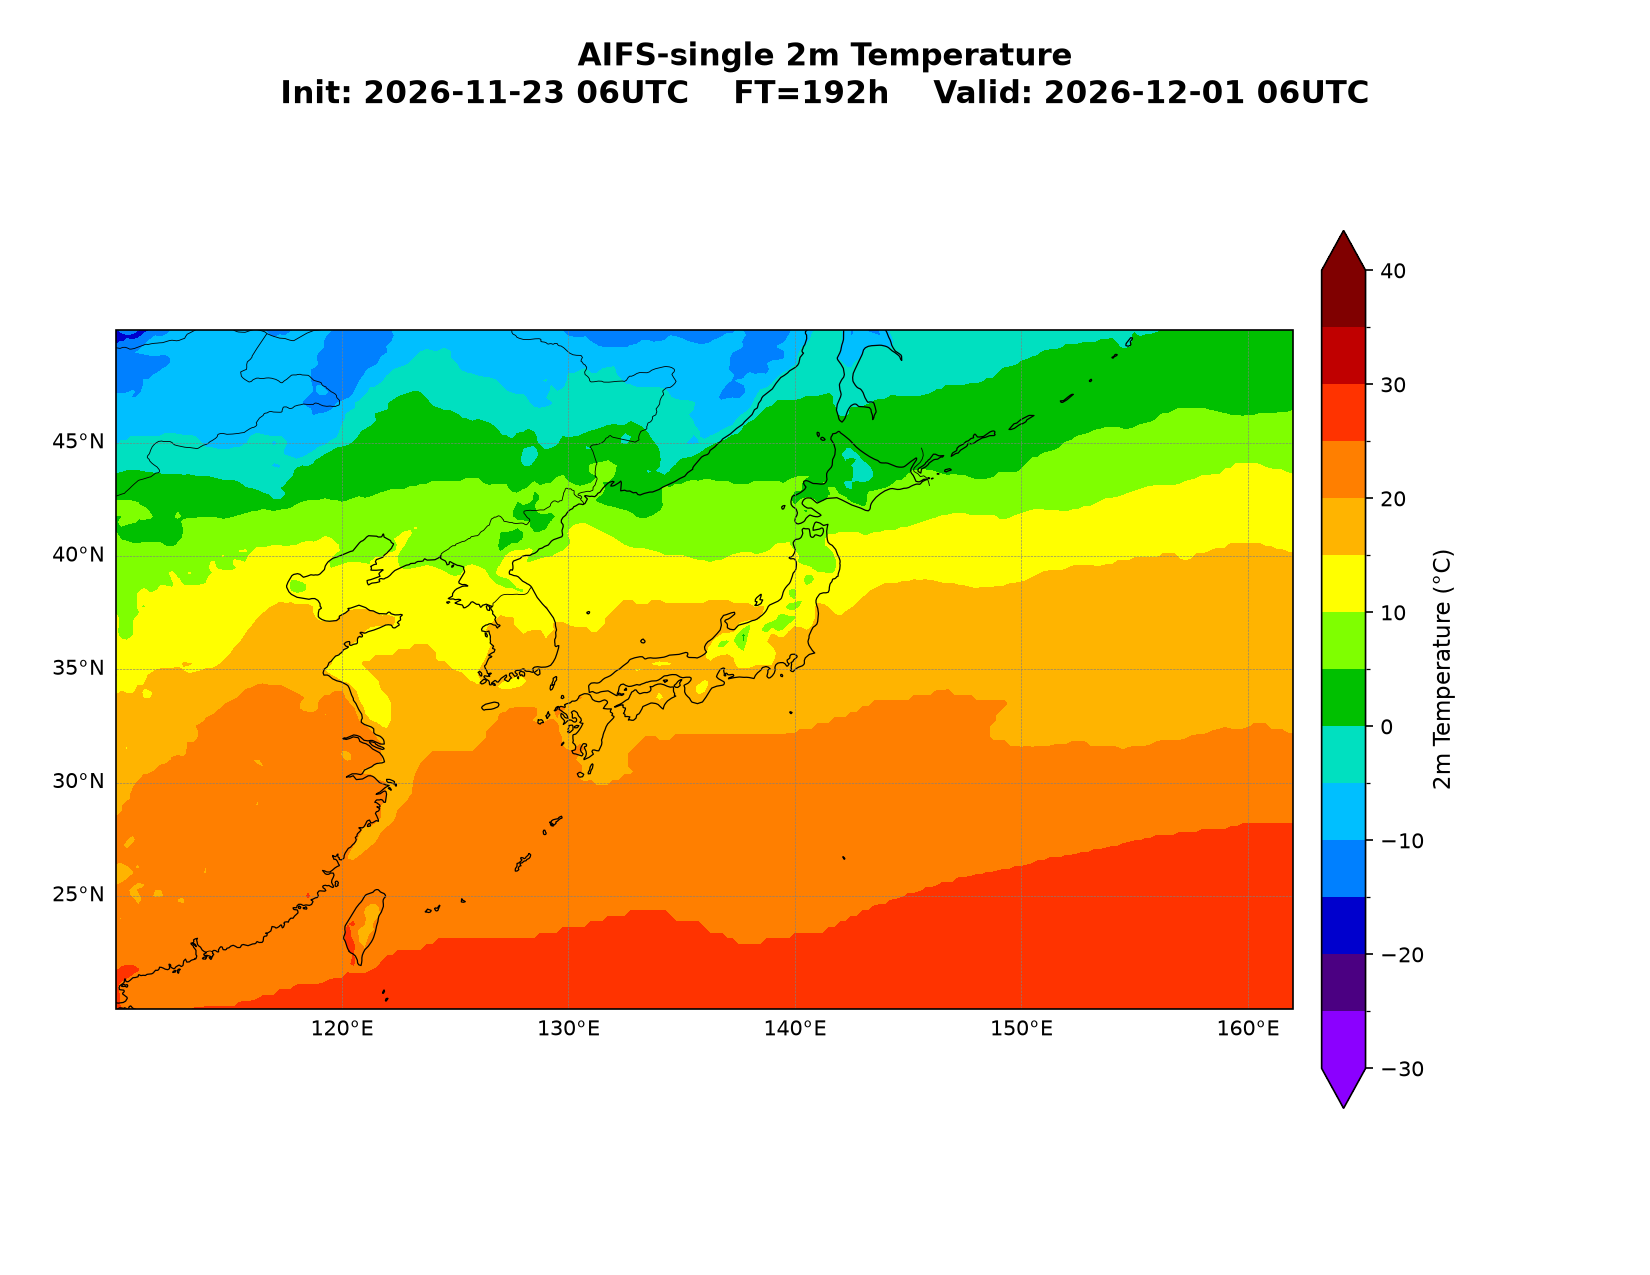 AIFS-single 2m Temperature
Init: 2026-11-23 06UTC    FT=192h    Valid: 2026-12-01 06UTC
45°N
40°N
35°N
30°N
25°N
120°E
130°E
140°E
150°E
160°E
40
30
20
10
0
−10
−20
−30
2m Temperature (°C)